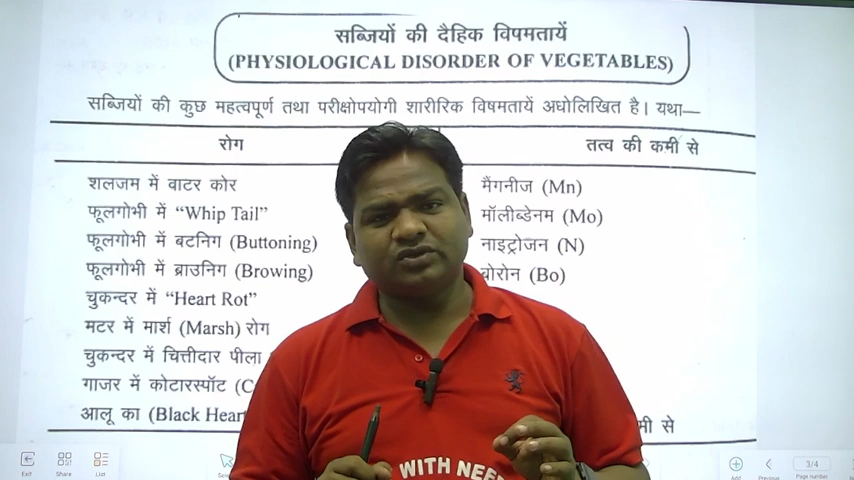 सब्जियों की दैहिक विषमतायें
(PHYSIOLOGICAL DISORDER OF VEGETABLES)
सब्जियों की कुछ महत्वपूर्ण तथा परीक्षोपयोगी शारीरिक विषमतायें अधोलिखित है। यथा—
रोग तत्व की कमी से
शलजम में वाटर कोर मैंगनीज (Mn)
फूलगोभी में “Whip Tail” मॉलीब्डेनम (Mo)
फूलगोभी में बटनिग (Buttoning) नाइट्रोजन (N)
फूलगोभी में ब्राउनिग (Browing) बोरोन (Bo)
चुकन्दर में “Heart Rot”
मटर में मार्श (Marsh) रोग
चुकन्दर में चित्तीदार पीला
गाजर में कोटारस्पॉट (C
आलू का (Black Hear मी से
WITH NEE
Exit Share List Add Previous 3/4 Page number